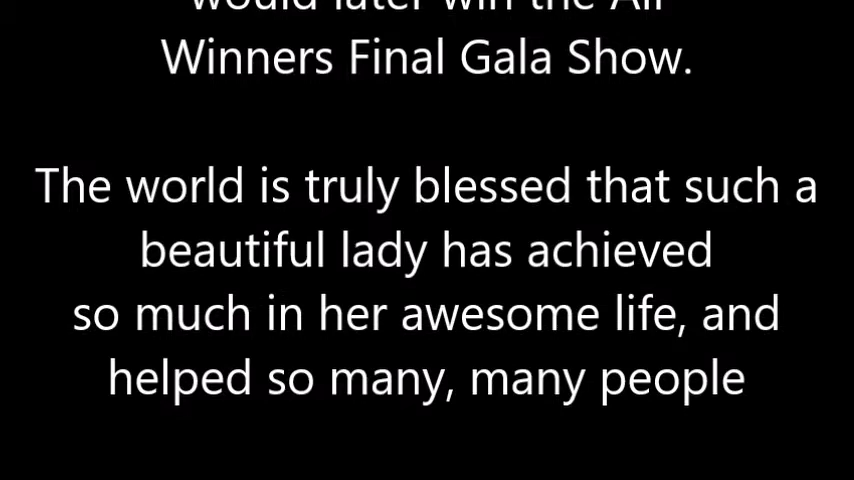 would later win the All
Winners Final Gala Show.
The world is truly blessed that such a
beautiful lady has achieved
so much in her awesome life, and
helped so many, many people